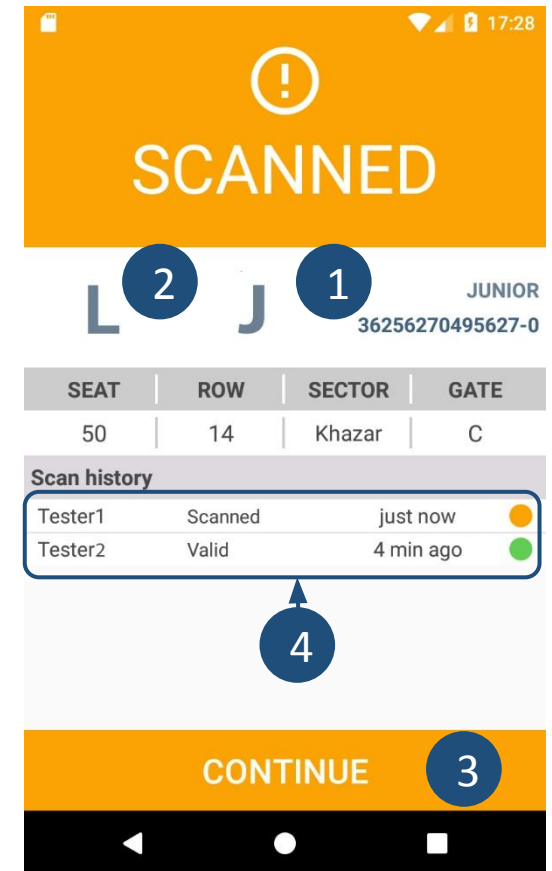 17:28
SCANNED
L 2 J 1 JUNIOR
36256270495627-0
SEAT ROW SECTOR GATE
50 14 Khazar C
Scan history
Tester1 Scanned just now
Tester2 Valid 4 min ago
4
CONTINUE 3